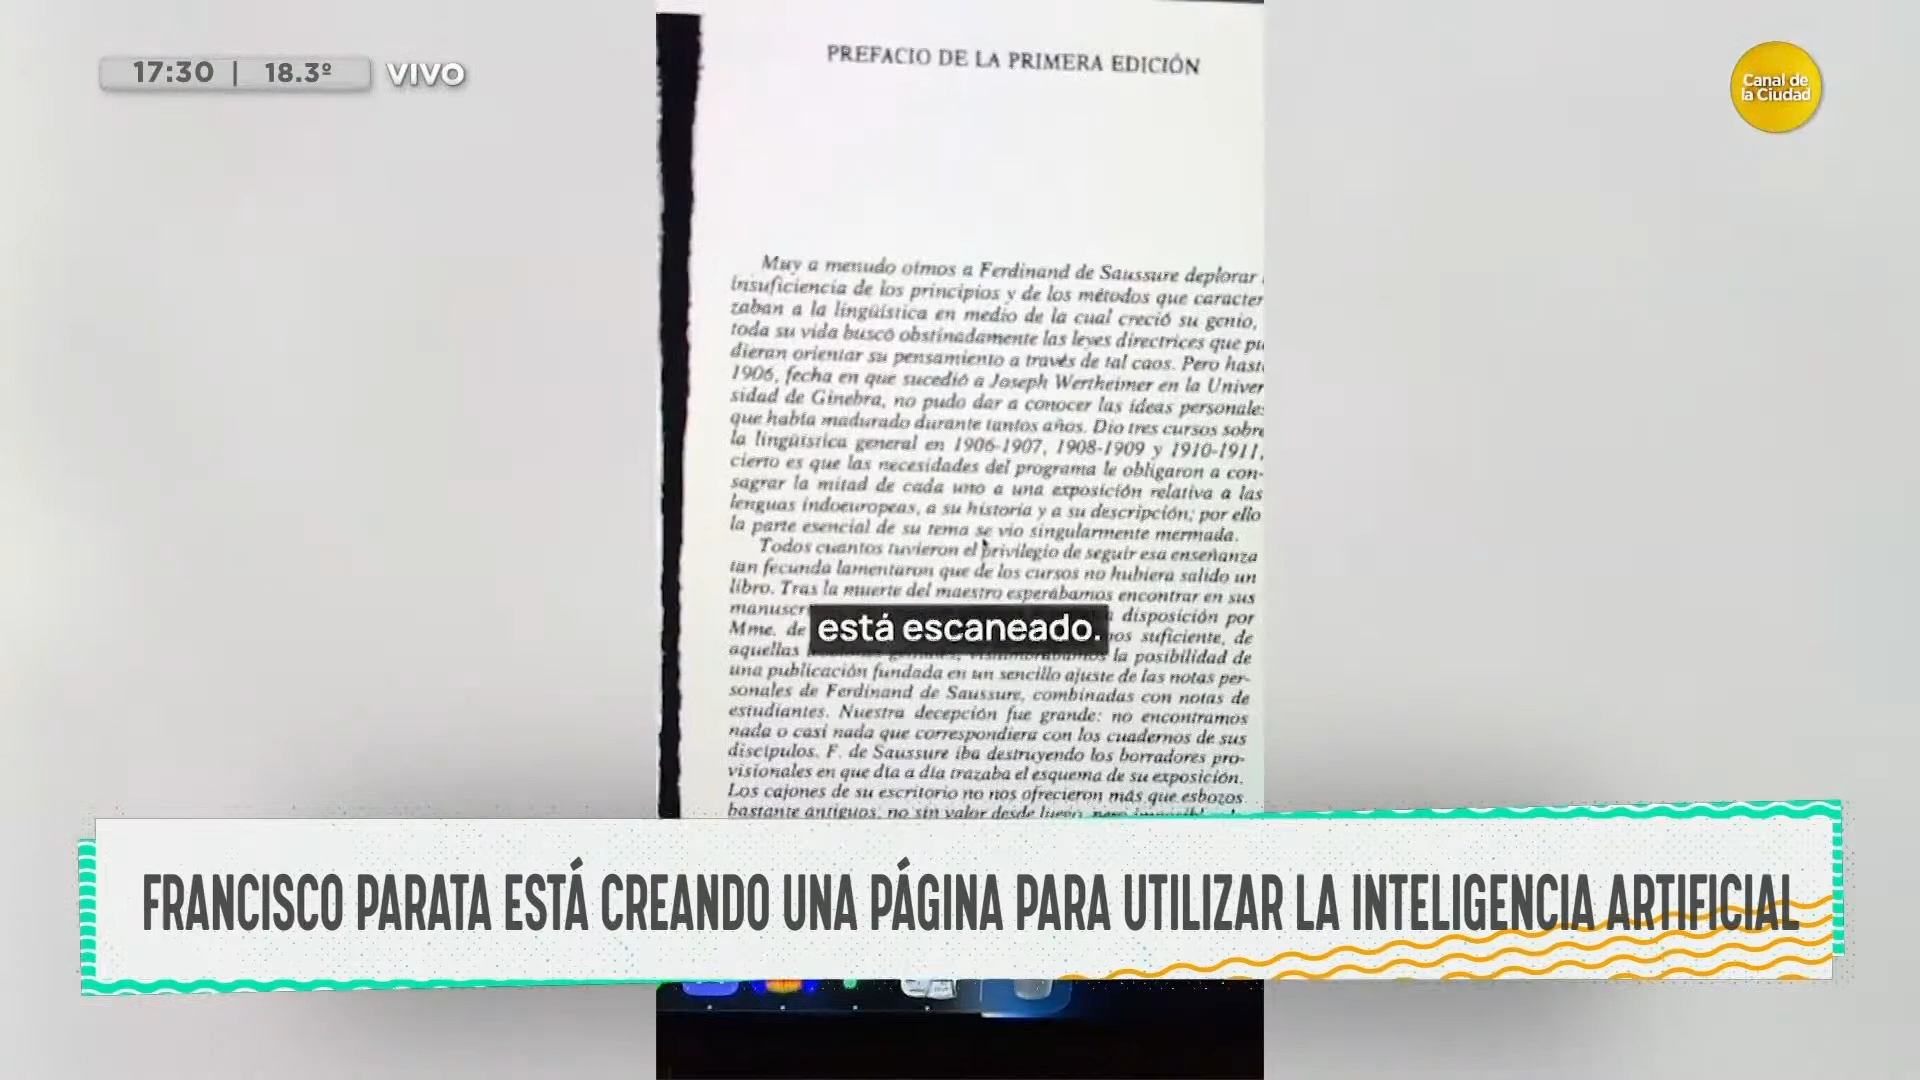 17:30 | 18.3º VIVO
Canal de
la Ciudad
PREFACIO DE LA PRIMERA EDICIÓN
Muy a menudo oímos a Ferdinand de Saussure deplorar
insuficiencia de los principios y de los métodos que caracter
zaban a la lingüística en medio de la cual creció su genio,
toda su vida buscó obstinadamente las leyes directrices que pu
dieran orientar su pensamiento a través de tal caos. Pero hast
1906, fecha en que sucedió a Joseph Wertheimer en la Univer
sidad de Ginebra, no pudo dar a conocer las ideas personale
que había madurado durante tantos años. Dio tres cursos sobre
la lingüística general en 1906-1907, 1908-1909 y 1910-1911,
cierto es que las necesidades del programa le obligaron a con-
sagrar la mitad de cada uno a una exposición relativa a las
lenguas indoeuropeas, a su historia y a su descripción; por ello
la parte esencial de su tema se vio singularmente mermada.
Todos cuantos tuvieron el privilegio de seguir esa enseñanza
tan fecunda lamentaron que de los cursos no hubiera salido un
libro. Tras la muerte del maestro esperábamos encontrar en sus
manuscr disposición por
Mme. de nos suficiente, de
está escaneado.
aquellas la posibilidad de
una publicación fundada en un sencillo ajuste de las notas per-
sonales de Ferdinand de Saussure, combinadas con notas de
estudiantes. Nuestra decepción fue grande: no encontramos
nada o casi nada que correspondiera con los cuadernos de sus
discípulos. F. de Saussure iba destruyendo los borradores pro-
visionales en que día a día trazaba el esquema de su exposición.
Los cajones de su escritorio no nos ofrecieron más que esbozos
bastante antiguos, no sin valor desde luego, pero
FRANCISCO PARATA ESTÁ CREANDO UNA PÁGINA PARA UTILIZAR LA INTELIGENCIA ARTIFICIAL